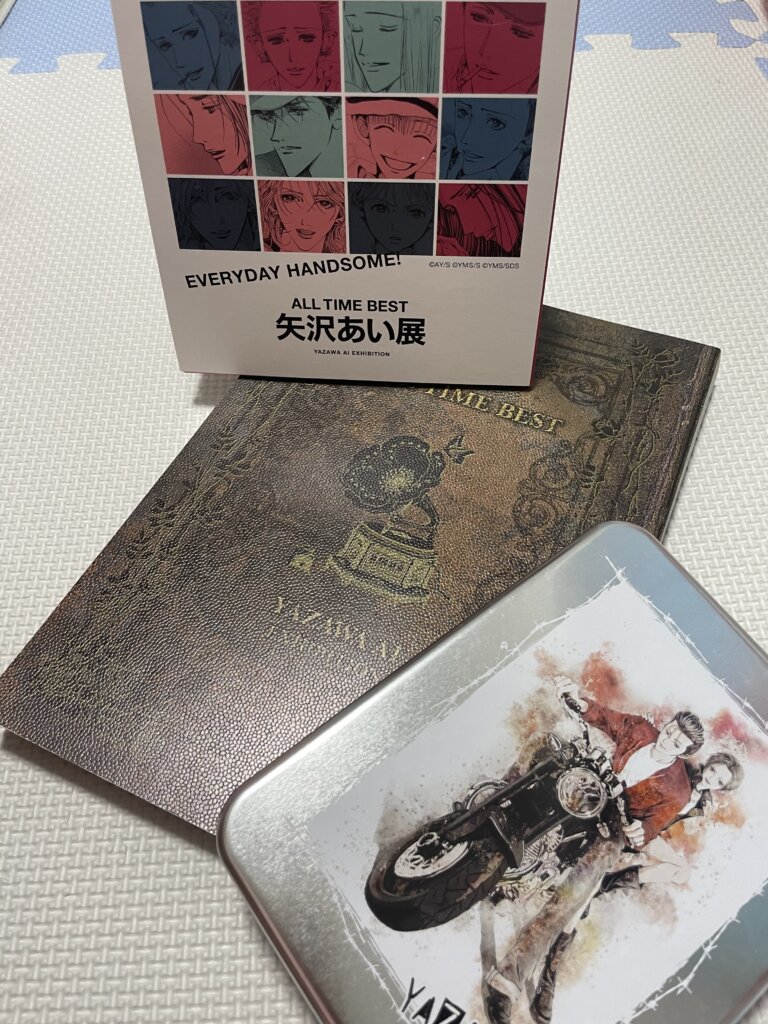 ©AY/S ©YMS/S ©YMS/SDS
EVERYDAY HANDSOME!
ALL TIME BEST
矢沢あい展
YAZAWA AI EXHIBITION
TIME BEST
YAZAWA AI